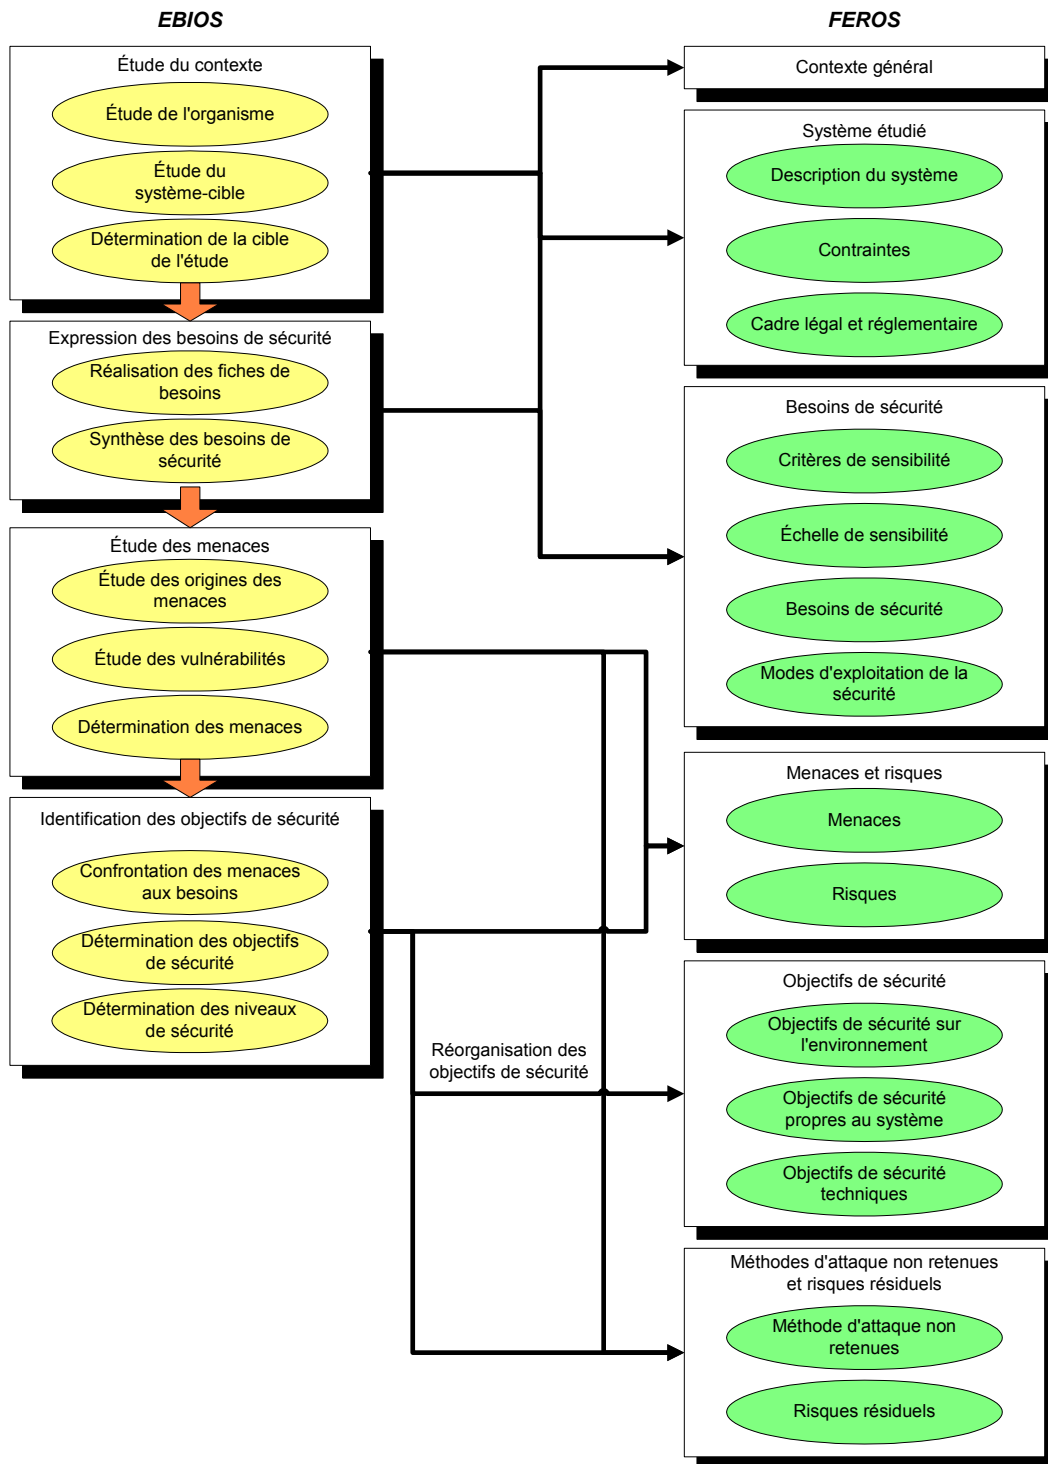 EBIOS
Étude du contexte
Étude de l'organisme
Étude du
système-cible
Détermination de la cible
de l'étude
Expression des besoins de sécurité
Réalisation des fiches de
besoins
Synthèse des besoins de
sécurité
Étude des menaces
Étude des origines des
menaces
Étude des vulnérabilités
Détermination des menaces
Identification des objectifs de sécurité
Confrontation des menaces
aux besoins
Détermination des objectifs
de sécurité
Détermination des niveaux
de sécurité
Réorganisation des
objectifs de sécurité
FEROS
Contexte général
Système étudié
Description du système
Contraintes
Cadre légal et réglementaire
Besoins de sécurité
Critères de sensibilité
Échelle de sensibilité
Besoins de sécurité
Modes d'exploitation de la
sécurité
Menaces et risques
Menaces
Risques
Objectifs de sécurité
Objectifs de sécurité sur
l'environnement
Objectifs de sécurité
propres au système
Objectifs de sécurité
techniques
Méthodes d'attaque non retenues
et risques résiduels
Méthode d'attaque non
retenues
Risques résiduels